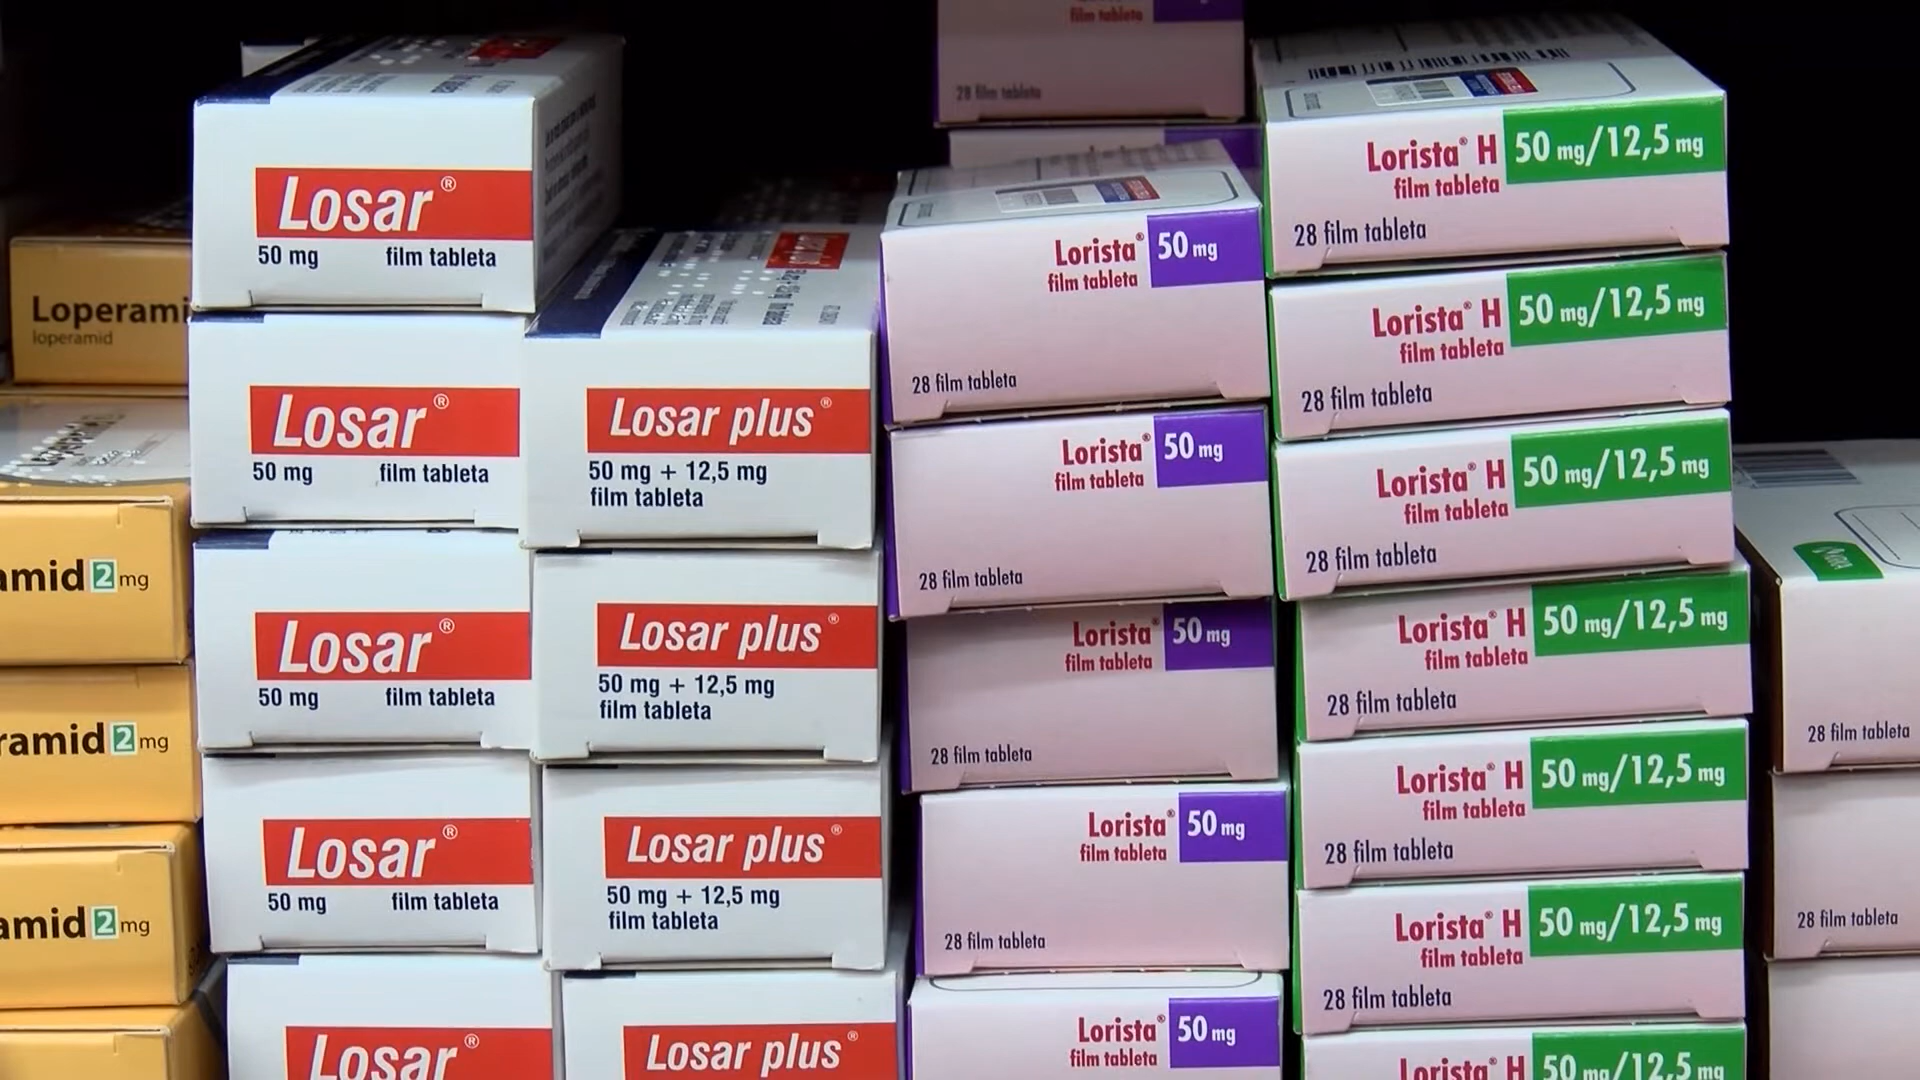 Loperami
loperamid
amid 2 mg
ramid 2 mg
amid 2 mg
Losar®
50 mg film tableta
Losar®
50 mg film tableta
Losar®
50 mg film tableta
Losar®
50 mg film tableta
Losar®
Losar plus®
50 mg + 12,5 mg
film tableta
Losar plus®
50 mg + 12,5 mg
film tableta
Losar plus®
50 mg + 12,5 mg
film tableta
Losar plus®
film tableta
28 film tableta
Lorista® 50 mg
film tableta
28 film tableta
Lorista® 50 mg
film tableta
28 film tableta
Lorista® 50 mg
film tableta
28 film tableta
Lorista® 50 mg
film tableta
28 film tableta
Lorista® 50 mg
film tableta
Lorista® H 50 mg/12,5 mg
film tableta
28 film tableta
Lorista® H 50 mg/12,5 mg
film tableta
28 film tableta
Lorista® H 50 mg/12,5 mg
film tableta
28 film tableta
Lorista® H 50 mg/12,5 mg
film tableta
28 film tableta
Lorista® H 50 mg/12,5 mg
film tableta
28 film tableta
Lorista® H 50 mg/12,5 mg
film tableta
28 film tableta
Lorista® H 50 mg/12,5 mg
28 film tableta
28 film tableta